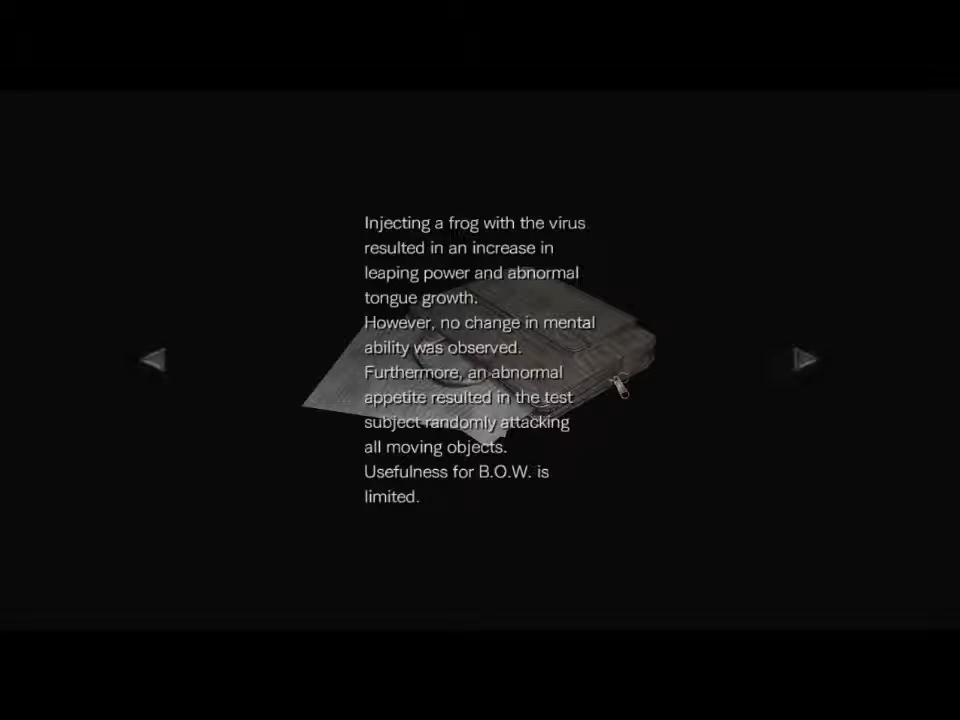 Injecting a frog with the virus
resulted in an increase in
leaping power and abnormal
tongue growth.
However, no change in mental
ability was observed.
Furthermore, an abnormal
appetite resulted in the test
subject randomly attacking
all moving objects.
Usefulness for B.O.W. is
limited.